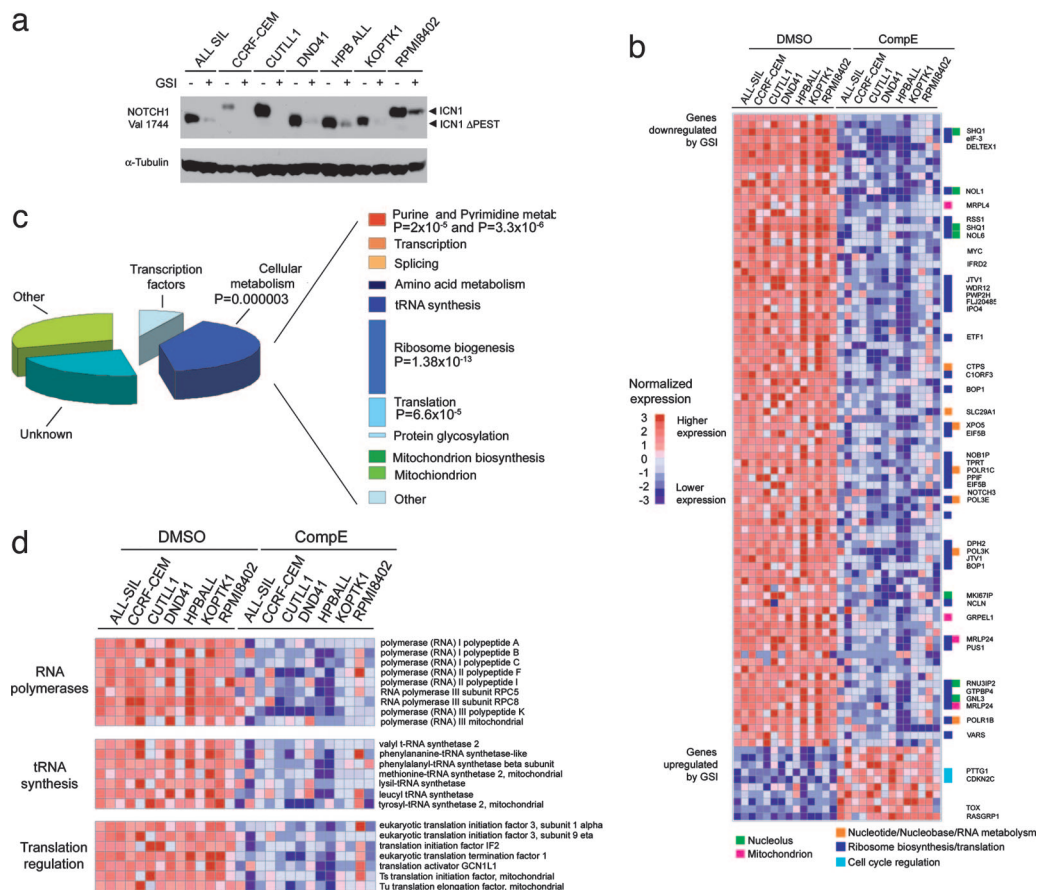 a
ALL SIL
CCRF-CEM
CUTLL1
DND41
HPB ALL
KOPTK1
RPMI8402
GSI - + - + - + - + - + - + - +
NOTCH1
Val 1744
ICN1
ICN1 ΔPEST
α-Tubulin
b
DMSO
CompE
ALL-SIL
CCRF-CEM
CUTLL1
DND41
HPBALL
KOPTK1
RPMI8402
ALL-SIL
CCRF-CEM
CUTLL1
DND41
HPBALL
KOPTK1
RPMI8402
Genes
downregulated
by GSI
SHQ1
eIF-3
DELTEX1
NOL1
MRPL4
RSS1
SHQ1
NOL6
MYC
IFRD2
JTV1
WDR12
PWP2H
FLJ20485
IPO4
ETF1
CTPS
C1ORF3
BOP1
SLC29A1
XPO5
EIF5B
NOB1P
TPRT
POLR1C
PPIF
EIF5B
NOTCH3
POL3E
DPH2
POL3K
JTV1
BOP1
MKI67IP
NCLN
GRPEL1
MRLP24
PUS1
RNU3IP2
GTPBP4
GNL3
MRLP24
POLR1B
VARS
Genes
upregulated
by GSI
PTTG1
CDKN2C
TOX
RASGRP1
Normalized
expression
3
2
1
0
-1
-2
-3
Higher
expression
Lower
expression
Nucleolus
Mitochondrion
Nucleotide/Nucleobase/RNA metabolysm
Ribosome biosynthesis/translation
Cell cycle regulation
c
Other
Transcription
factors
Cellular
metabolism
P=0.000003
Unknown
Purine and Pyrimidine metab
P=2x10-5 and P=3.3x10-6
Transcription
Splicing
Amino acid metabolism
tRNA synthesis
Ribosome biogenesis
P=1.38x10-13
Translation
P=6.6x10-5
Protein glycosylation
Mitochondrion biosynthesis
Mitochiondrion
Other
d
DMSO
CompE
ALL-SIL
CCRF-CEM
CUTLL1
DND41
HPBALL
KOPTK1
RPMI8402
ALL-SIL
CCRF-CEM
CUTLL1
DND41
HPBALL
KOPTK1
RPMI8402
RNA
polymerases
polymerase (RNA) I polypeptide A
polymerase (RNA) I polypeptide B
polymerase (RNA) I polypeptide C
polymerase (RNA) II polypeptide F
polymerase (RNA) II polypeptide I
RNA polymerase III subunit RPC5
RNA polymerase III subunit RPC8
polymerase (RNA) III polypeptide K
polymerase (RNA) III mitochondrial
tRNA
synthesis
valyl t-RNA synthetase 2
phenylananine-tRNA-synthetase-like
phenylalanyl-tRNA synthetase beta subunit
methionine-tRNA synthetase 2, mitochondrial
lysil-tRNA synthetase
leucyl tRNA synthetase
tyrosyl-tRNA synthetase 2, mitochondrial
Translation
regulation
eukaryotic translation initiation factor 3, subunit 1 alpha
eukaryotic translation initiation factor 3, subunit 9 eta
translation initiation factor IF2
eukaryotic translation termination factor 1
translation activator GCN1L1
Ts translation initiation factor, mitochondrial
Tu translation elongation factor, mitochondrial